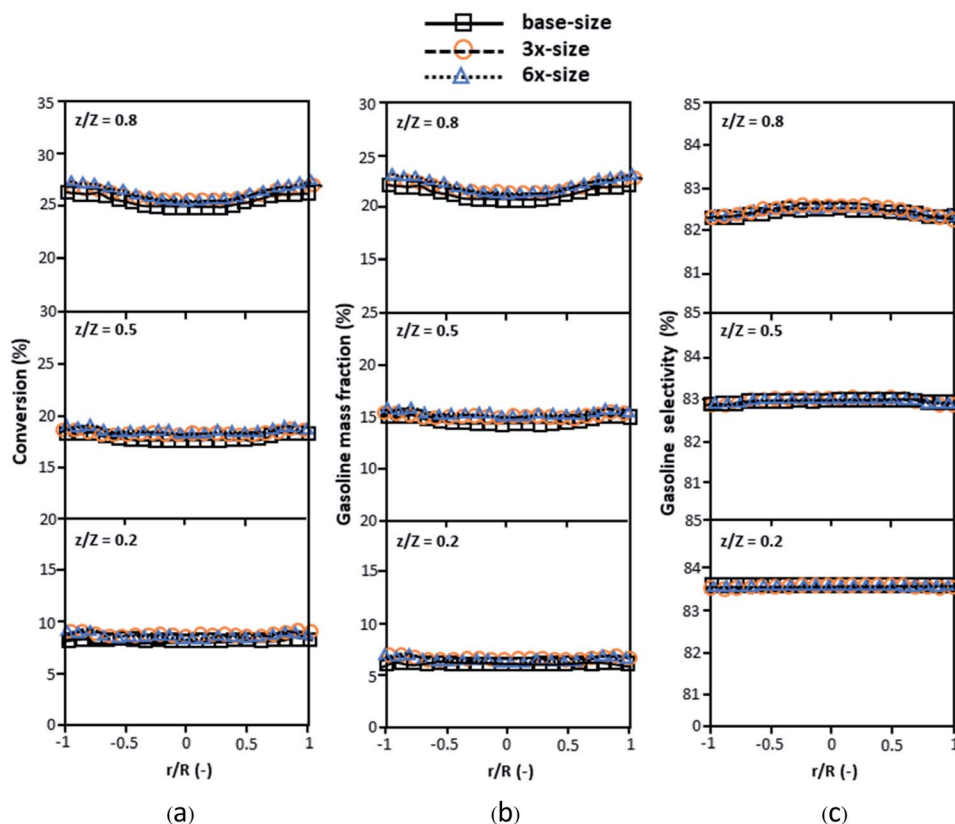 base-size
3x-size
6x-size
Conversion (%)
35
z/Z = 0.8
30
25
30
z/Z = 0.5
25
20
15
20
z/Z = 0.2
15
10
5
0
-1 -0.5 0 0.5 1
r/R (-)
(a)
Gasoline mass fraction (%)
30
z/Z = 0.8
25
20
15
25
z/Z = 0.5
20
15
10
20
z/Z = 0.2
15
10
5
0
-1 -0.5 0 0.5 1
r/R (-)
(b)
Gasoline selectivity (%)
85
z/Z = 0.8
84
83
82
81
85
z/Z = 0.5
84
83
82
81
85
z/Z = 0.2
84
83
82
81
0
-1 -0.5 0 0.5 1
r/R (-)
(c)